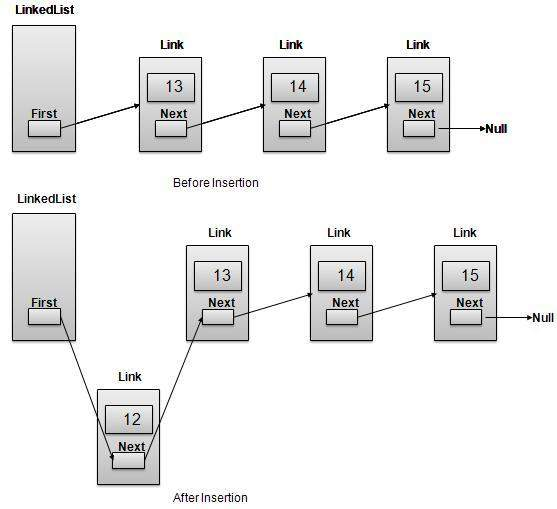 LinkedList
Link Link Link
13 14 15
First Next Next Next
Null
Before Insertion
LinkedList
Link Link Link
13 14 15
First Next Next Next
Null
Link
12
Next
After Insertion